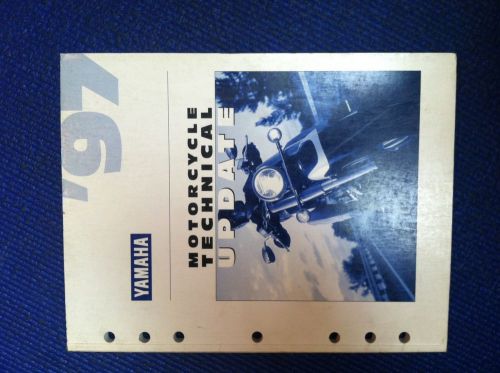 '97
YAMAHA
MOTORCYCLE
TECHNICAL
UPDATE